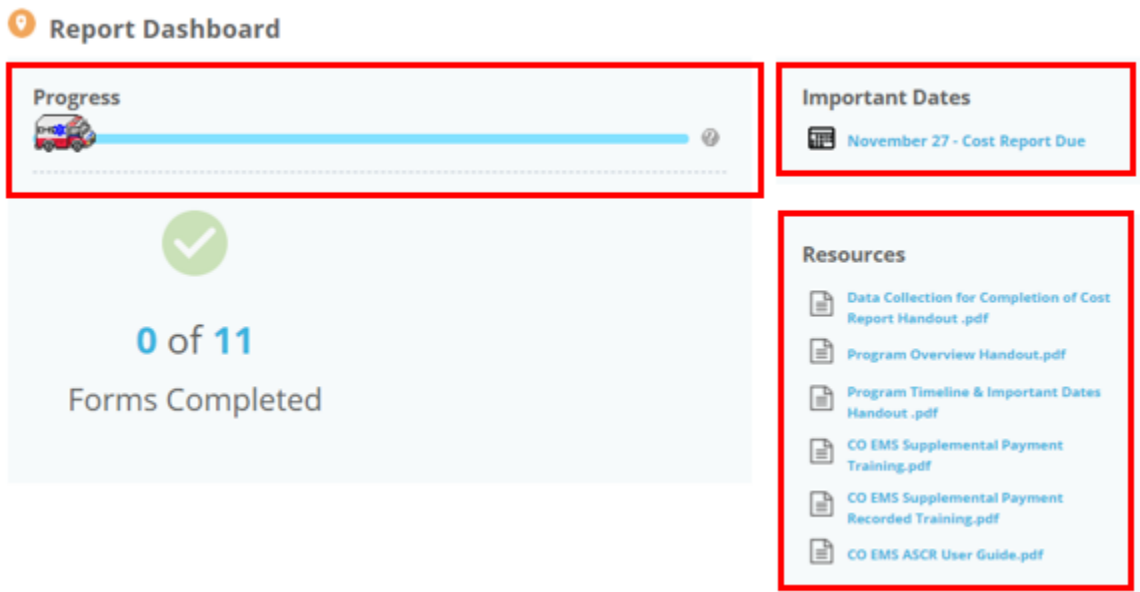 Report Dashboard
Progress
0 of 11
Forms Completed
Important Dates
November 27 - Cost Report Due
Resources
Data Collection for Completion of Cost
Report Handout .pdf
Program Overview Handout.pdf
Program Timeline & Important Dates
Handout .pdf
CO EMS Supplemental Payment
Training.pdf
CO EMS Supplemental Payment
Recorded Training.pdf
CO EMS ASCR User Guide.pdf